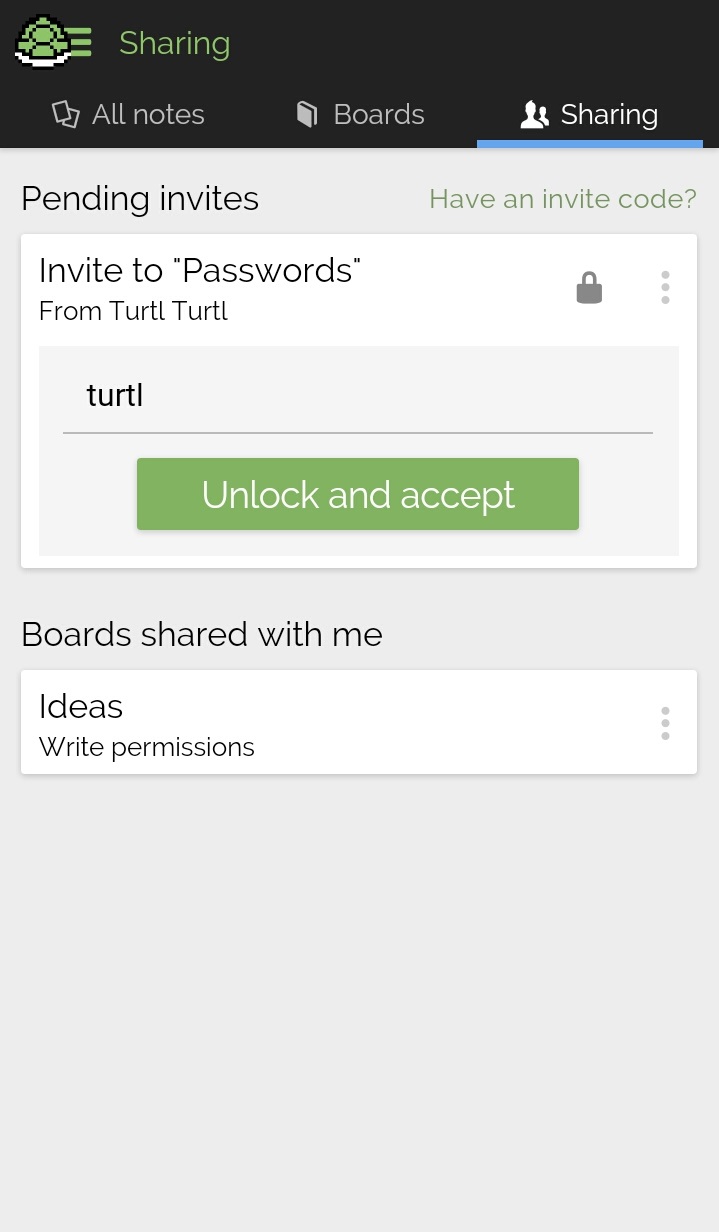 Sharing
All notes
Boards
Sharing
Pending invites
Have an invite code?
Invite to "Passwords"
From Turtl Turtl
turtl
Unlock and accept
Boards shared with me
Ideas
Write permissions